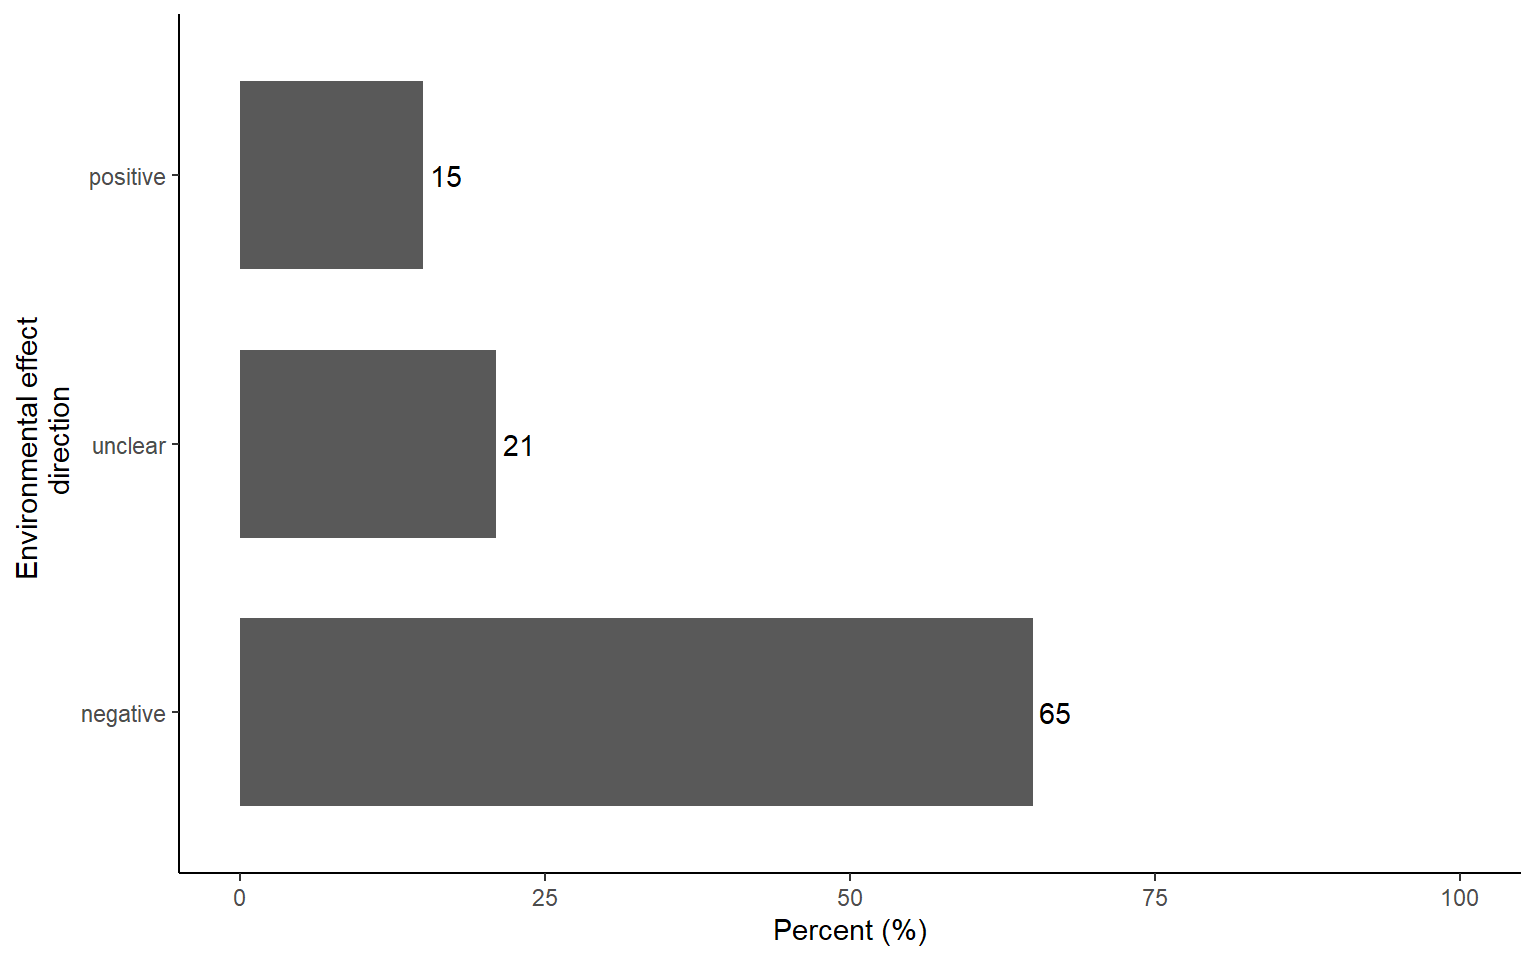 Environmental effect
direction
positive
15
unclear
21
negative
65
0
25
50
75
100
Percent (%)